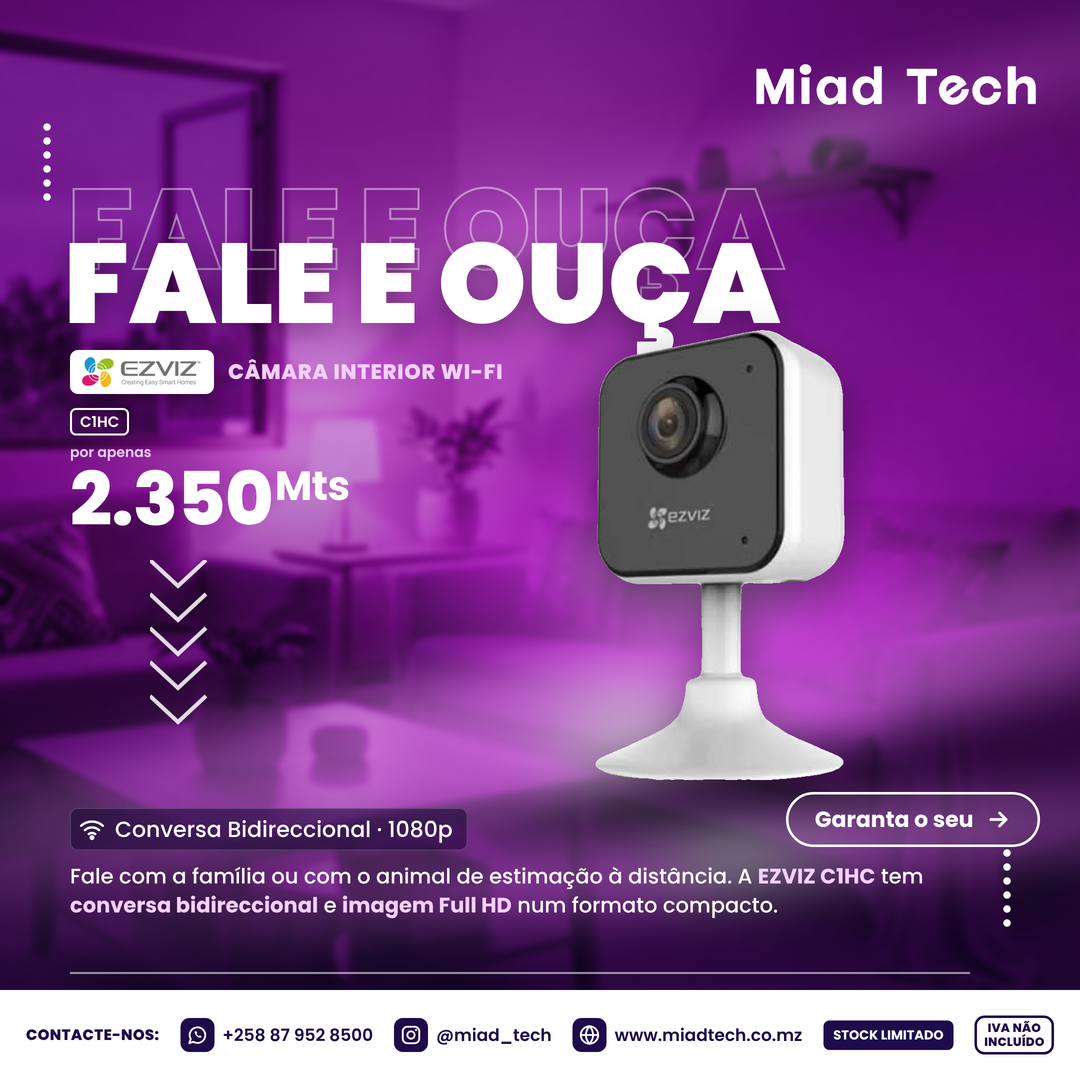 Miad Tech
FALE E OUÇA
FALE E OUÇA
EZVIZ™
Creating Easy Smart Homes
CÂMARA INTERIOR WI-FI
C1HC
por apenas
2.350Mts
ezviz
Conversa Bidireccional · 1080p
Garanta o seu →
Fale com a família ou com o animal de estimação à distância. A EZVIZ C1HC tem
conversa bidireccional e imagem Full HD num formato compacto.
CONTACTE-NOS: +258 87 952 8500 @miad_tech www.miadtech.co.mz STOCK LIMITADO
IVA NÃO
INCLUÍDO